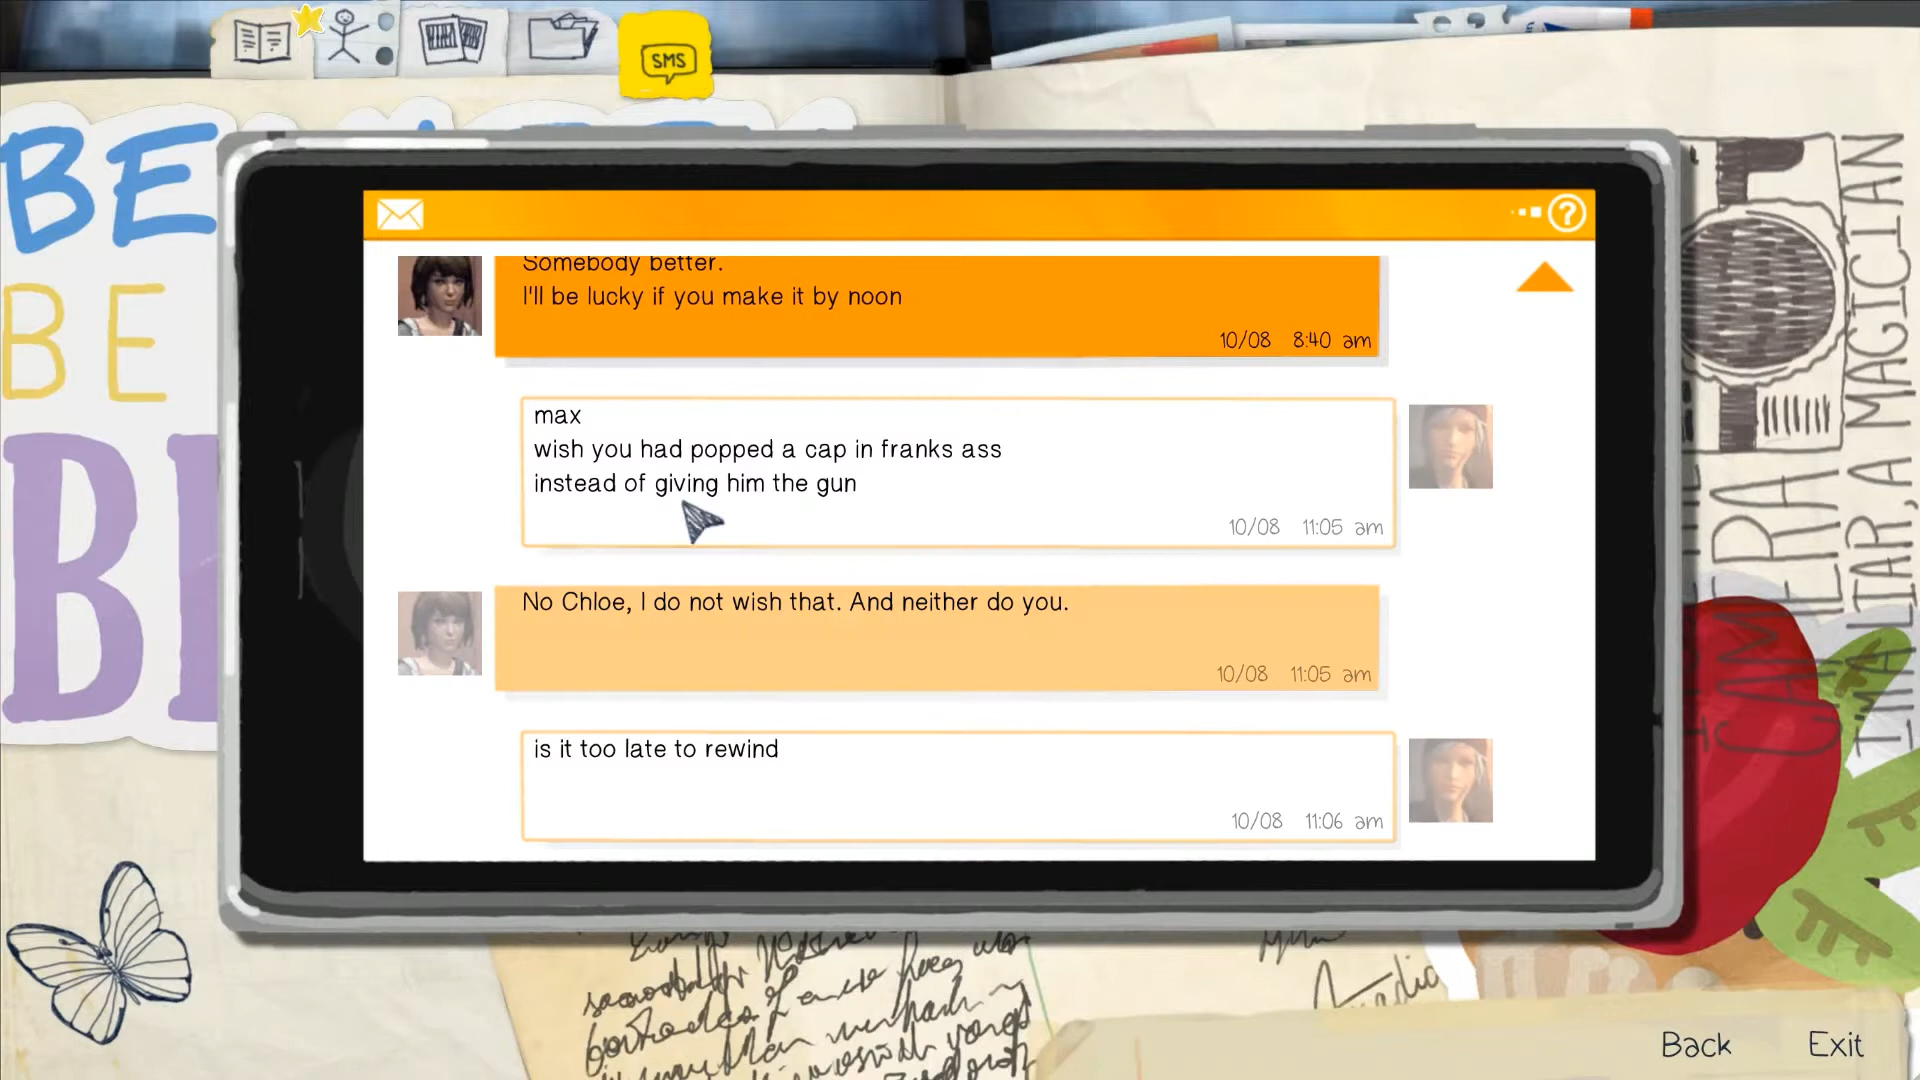 SMS
BE
BE
Somebody better.
I'll be lucky if you make it by noon
10/08 8:40 am
max
wish you had popped a cap in franks ass
instead of giving him the gun
10/08 11:05 am
No Chloe, I do not wish that. And neither do you.
10/08 11:05 am
is it too late to rewind
10/08 11:06 am
CAMERA
I'M A LIAR, A MAGICIAN
Back
Exit